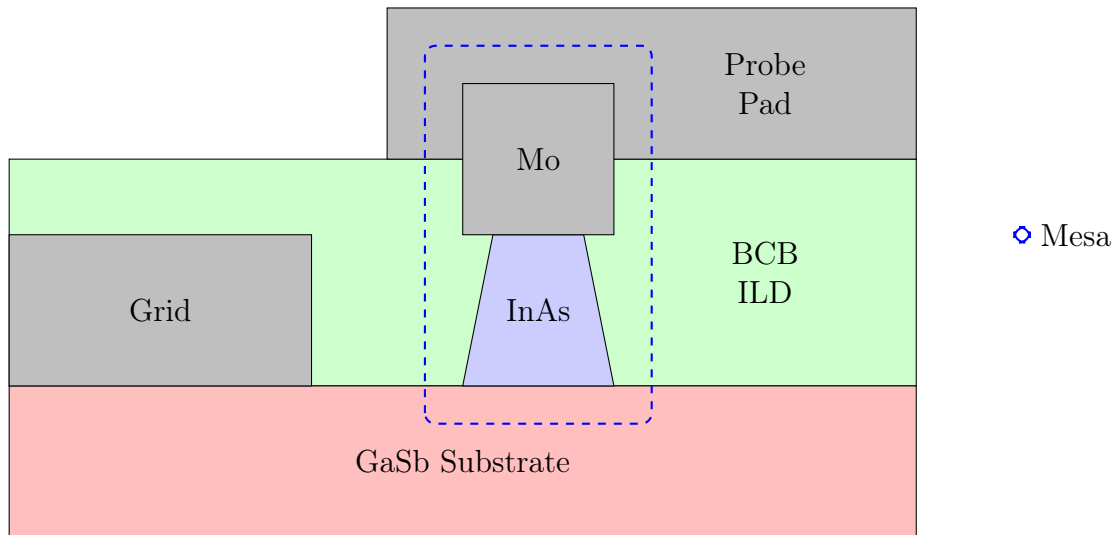 Probe
Pad
Mo
BCB
ILD
Mesa
Grid
InAs
GaSb Substrate